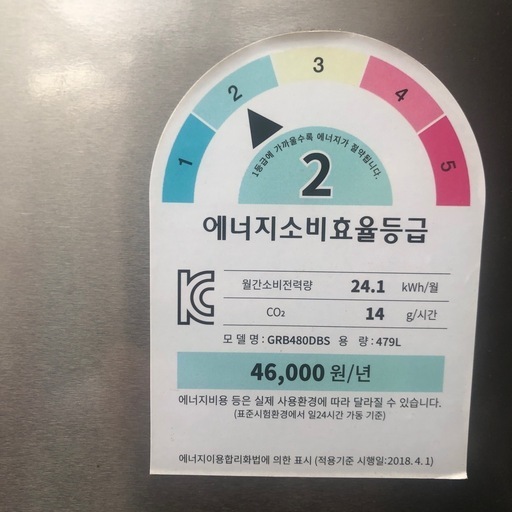 1 2 3 4 5
1등급에 가까울수록 에너지가 절약됩니다.
2
에너지소비효율등급
월간소비전력량 24.1 kWh/월
CO₂ 14 g/시간
모 델 명 : GRB480DBS 용 량 : 479L
46,000 원/년
에너지비용 등은 실제 사용환경에 따라 달라질 수 있습니다.
(표준시험환경에서 일24시간 가동 기준)
에너지이용합리화법에 의한 표시 (적용기준 시행일:2018. 4. 1)